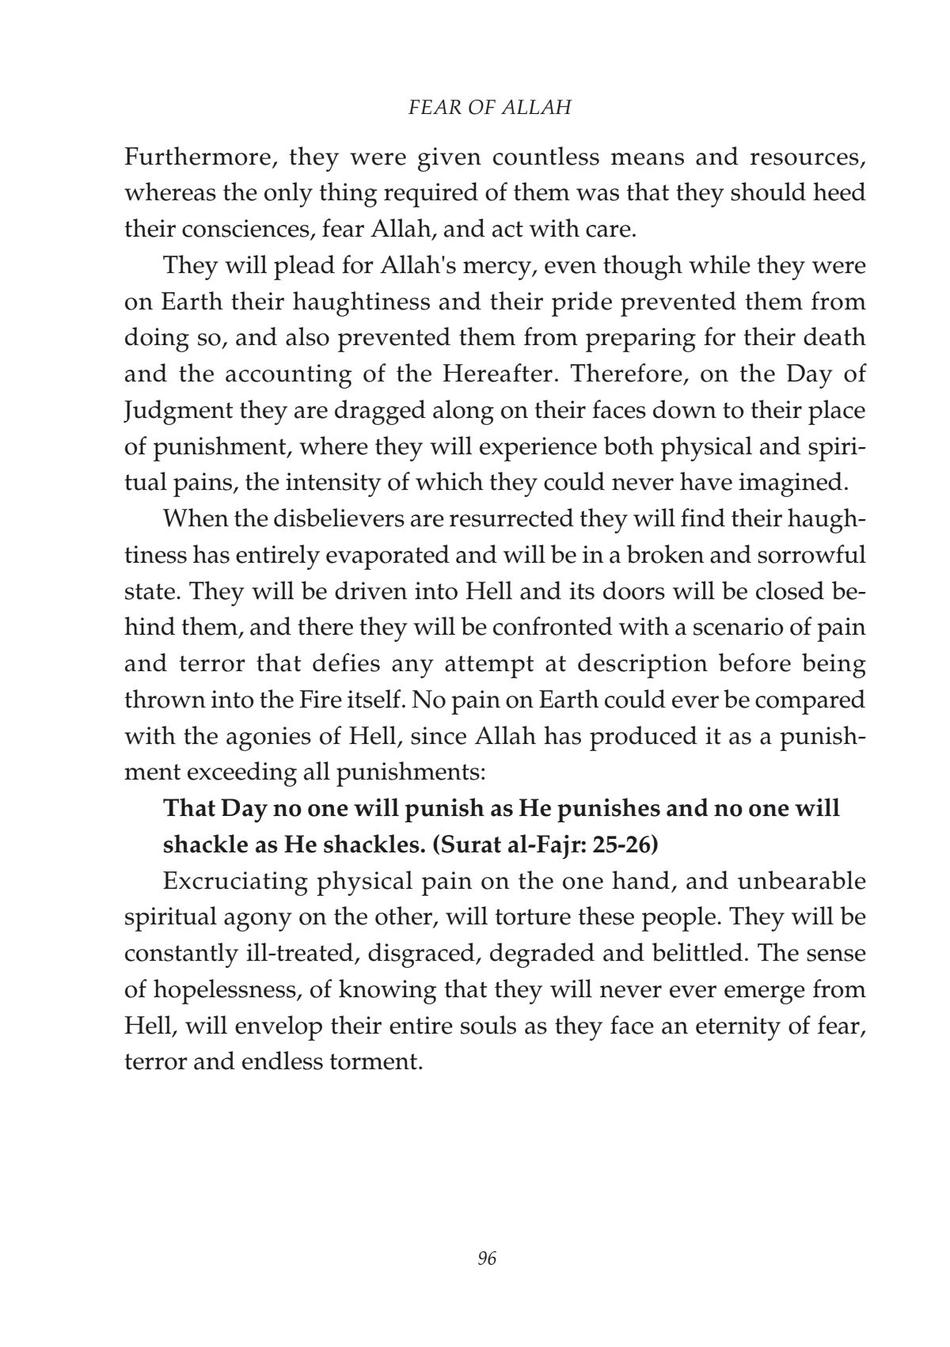 FEAR OF ALLAH
Furthermore, they were given countless means and resources,
whereas the only thing required of them was that they should heed
their consciences, fear Allah, and act with care.
They will plead for Allah's mercy, even though while they were
on Earth their haughtiness and their pride prevented them from
doing so, and also prevented them from preparing for their death
and the accounting of the Hereafter. Therefore, on the Day of
Judgment they are dragged along on their faces down to their place
of punishment, where they will experience both physical and spiri-
tual pains, the intensity of which they could never have imagined.
When the disbelievers are resurrected they will find their haugh-
tiness has entirely evaporated and will be in a broken and sorrowful
state. They will be driven into Hell and its doors will be closed be-
hind them, and there they will be confronted with a scenario of pain
and terror that defies any attempt at description before being
thrown into the Fire itself. No pain on Earth could ever be compared
with the agonies of Hell, since Allah has produced it as a punish-
ment exceeding all punishments:
That Day no one will punish as He punishes and no one will
shackle as He shackles. (Surat al-Fajr: 25-26)
Excruciating physical pain on the one hand, and unbearable
spiritual agony on the other, will torture these people. They will be
constantly ill-treated, disgraced, degraded and belittled. The sense
of hopelessness, of knowing that they will never ever emerge from
Hell, will envelop their entire souls as they face an eternity of fear,
terror and endless torment.
96